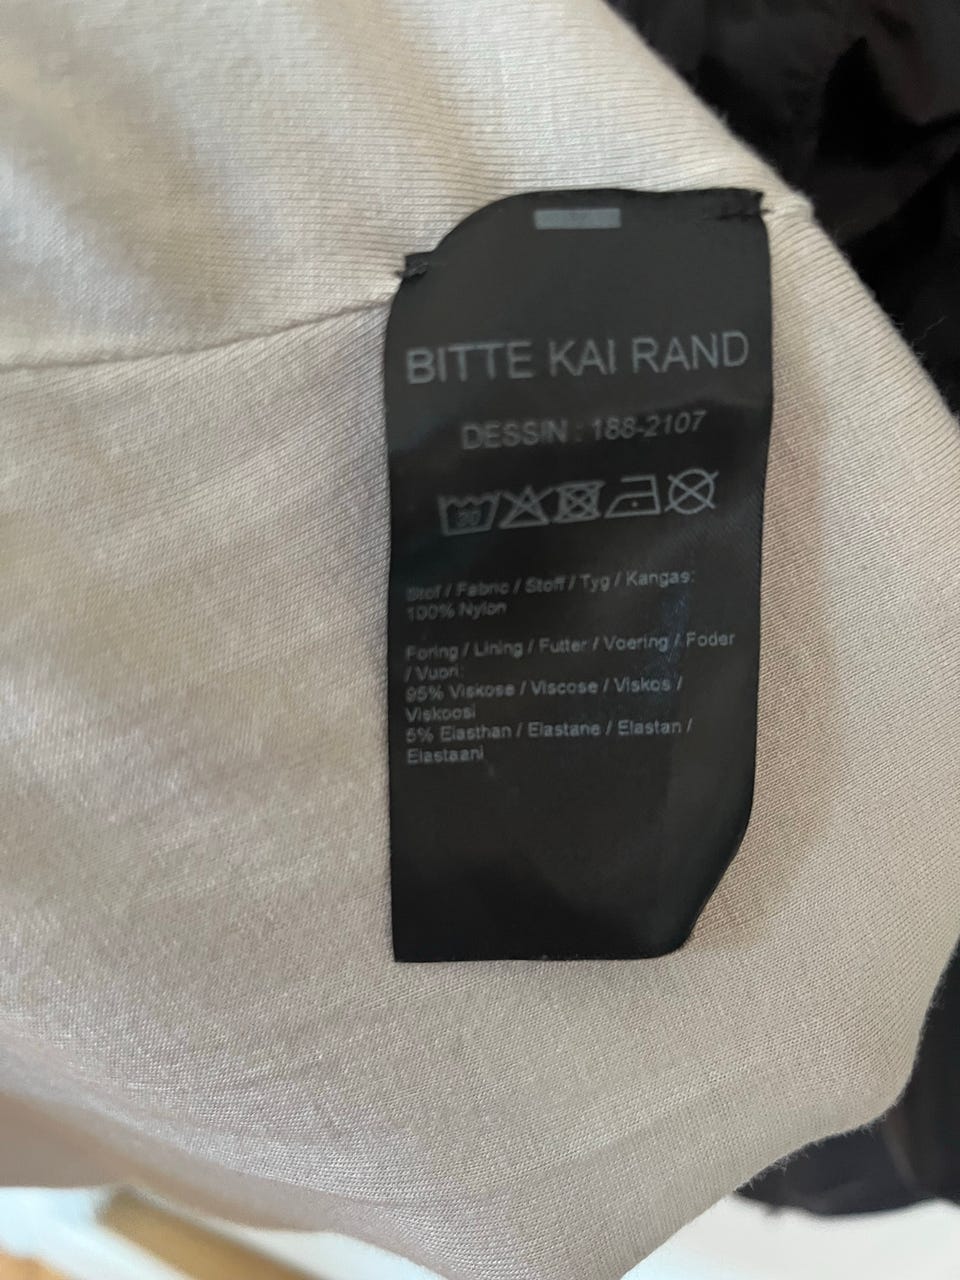 BITTE KAI RAND
DESSIN : 188-2107
30
Stof / Fabric / Stoff / Tyg / Kangas:
100% Nylon
Foring / Lining / Futter / Voering / Foder
/ Vuori:
95% Viskose / Viscose / Viskos /
Viskoosi
5% Elasthan / Elastane / Elastan /
Elastaani